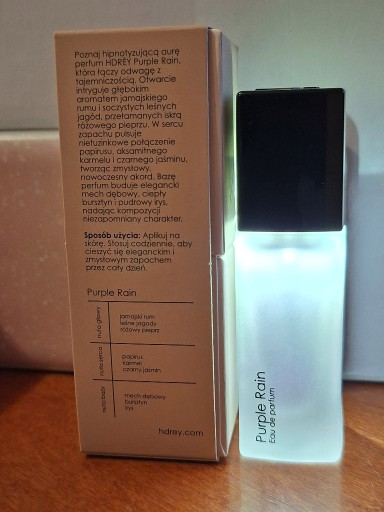 Poznaj hipnotyzującą aurę
perfum HDREY Purple Rain,
która łączy odwagę z
tajemniczością. Otwarcie
intryguje głębokim
aromatem jamajskiego
rumu i soczystych leśnych
jagód, przełamanych iskrą
różowego pieprzu. W sercu
zapachu pulsuje
nietuzinkowe połączenie
papirusu, aksamitnego
karmelu i czarnego jaśminu,
tworząc zmysłowy,
nowoczesny akord. Bazę
perfum buduje elegancki
mech dębowy, ciepły
bursztyn i pudrowy irys,
nadając kompozycji
niezapomniany charakter.
Sposób użycia: Aplikuj na
skórę. Stosuj codziennie, aby
cieszyć się eleganckim i
zmysłowym zapachem
przez cały dzień.
Purple Rain
nuta głowy
jamajski rum
leśne jagody
różowy pieprz
nuta serca
papirus
karmel
czarny jaśmin
nuta bazy
mech dębowy
bursztyn
irys
hdrey.com
Purple Rain
Eau de parfum